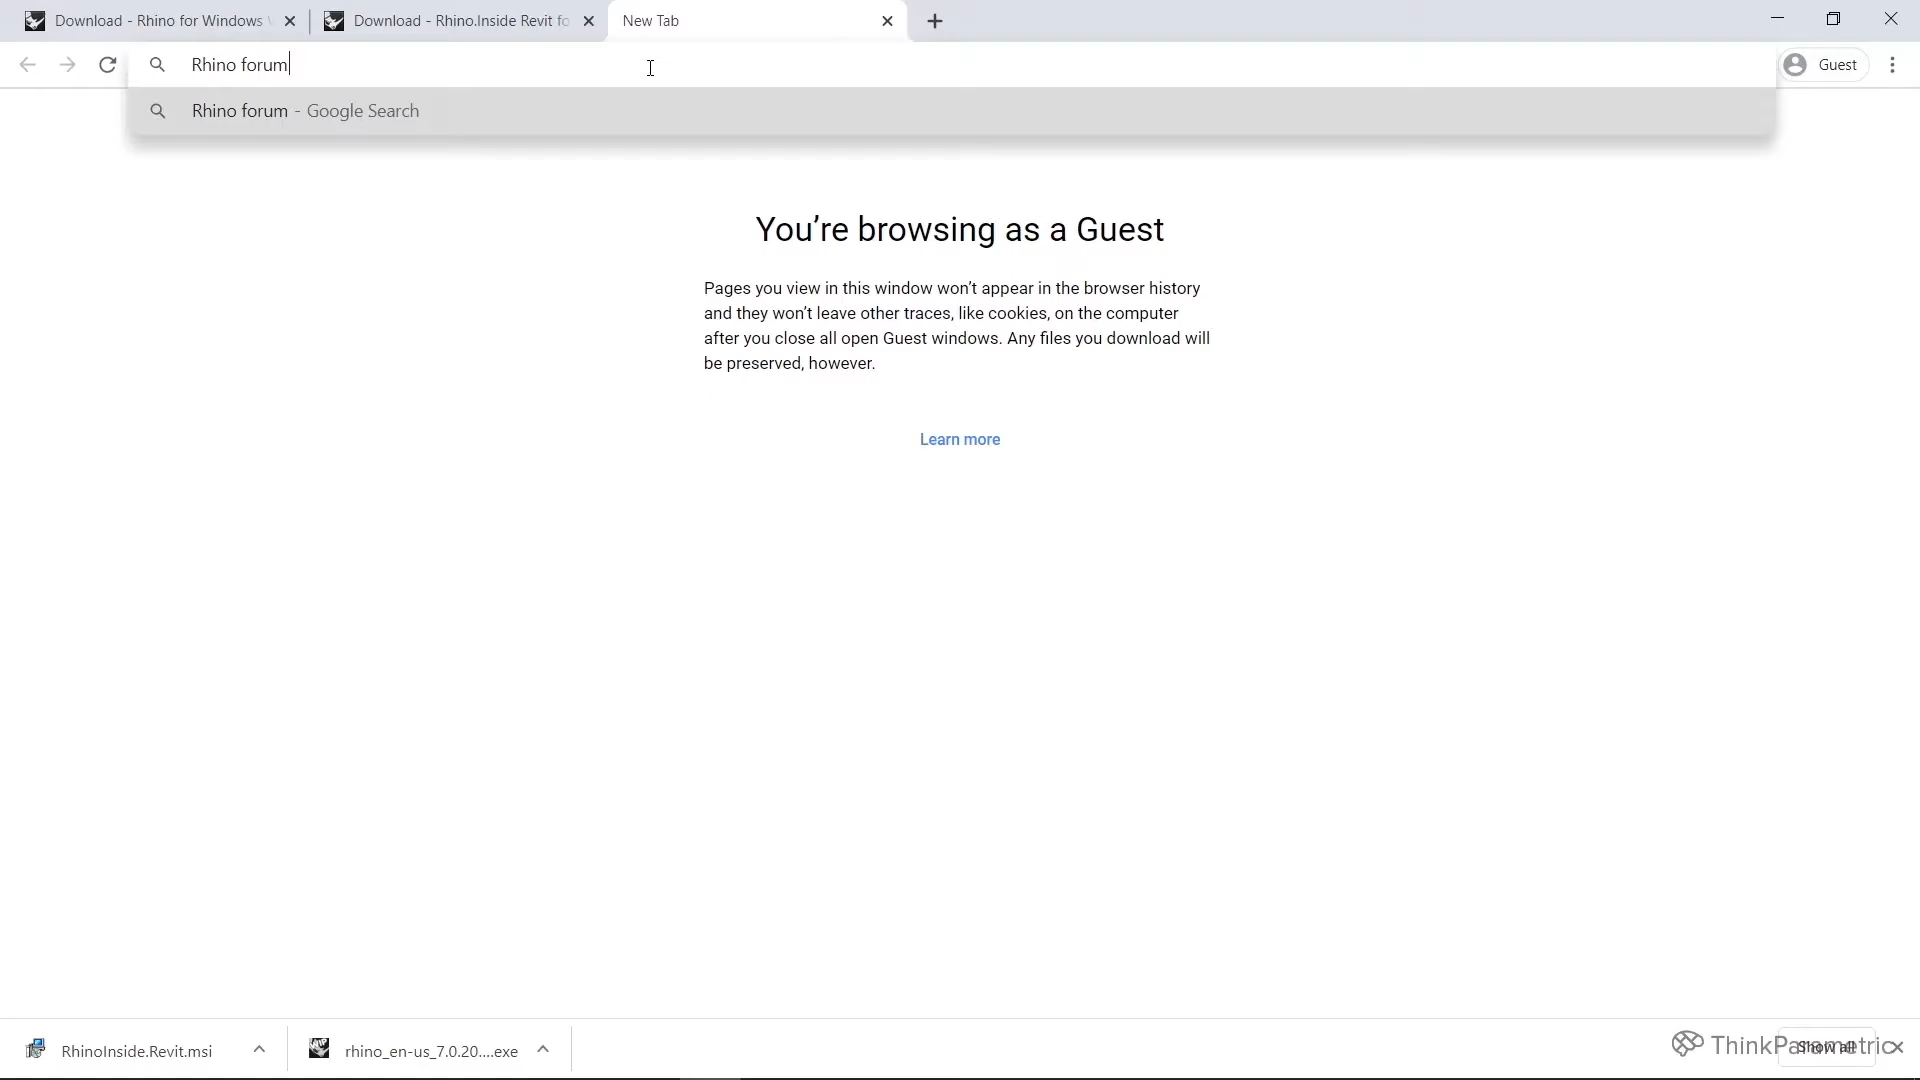 Download - Rhino for Windows
Download - Rhino.Inside Revit fo
New Tab
Rhino forum
Guest
Rhino forum - Google Search
You're browsing as a Guest
Pages you view in this window won't appear in the browser history
and they won't leave other traces, like cookies, on the computer
after you close all open Guest windows. Any files you download will
be preserved, however.
Learn more
RhinoInside.Revit.msi
rhino_en-us_7.0.20....exe
Show all
ThinkParametric